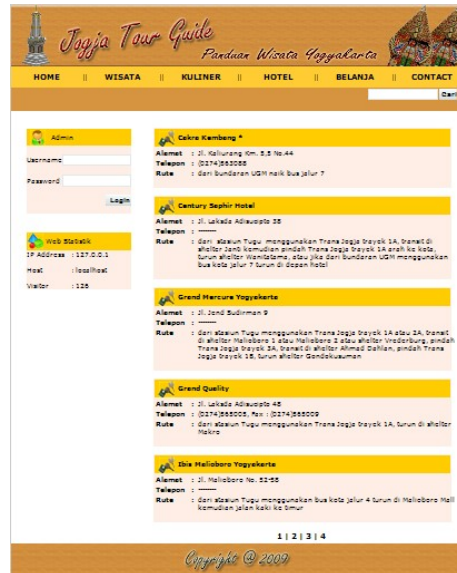 Jogja Tour Guide
Panduan Wisata Yogyakarta
HOME || WISATA || KULINER || HOTEL || BELANJA || CONTACT
Cari
Admin
Username
Password
Login
Web Statistik
IP Address : 127.0.0.1
Host : localhost
Visitor : 126
Cakra Kembang *
Alamat : Jl. Kaliurang Km. 5,5 No.44
Telepon : (0274)563088
Rute : dari bundaran UGM naik bus jalur 7
Century Saphir Hotel
Alamat : Jl. Laksda Adisucipto 38
Telepon : -------
Rute : dari stasiun Tugu menggunakan Trans Jogja trayek 1A, transit di
shelter Janti kemudian pindah Trans Jogja trayek 1A arah ke kota,
turun shelter Wanitatama, atau jika dari bundaran UGM menggunakan
bus kota jalur 7 turun di depan hotel
Grand Mercure Yogyakarta
Alamat : Jl. Jend Sudirman 9
Telepon : -------
Rute : dari stasiun Tugu menggunakan Trans Jogja trayek 1A atau 2A, transit
di shelter Malioboro 1 atau Malioboro 2 atau shelter Vrederburg, pindah
Trans Jogja trayek 3A, transit di shelter Ahmad Dahlan, pindah Trans
Jogja trayek 1B, turun shelter Gondokusuman
Grand Quality
Alamat : Jl. Laksda Adisucipto 48
Telepon : (0274)565005, Fax : (0274)565009
Rute : dari stasiun Tugu menggunakan Trans Jogja trayek 1A, turun di shelter
Makro
Ibis Malioboro Yogyakarta
Alamat : Jl. Malioboro No. 52-58
Telepon : -------
Rute : dari stasiun Tugu menggunakan bus kota jalur 4 turun di Malioboro Mall
kemudian jalan kaki ke timur
1 | 2 | 3 | 4
Copyright @ 2009